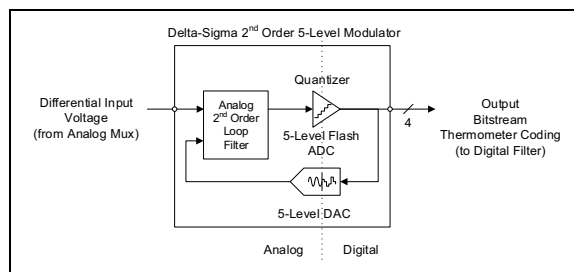 Delta-Sigma 2nd Order 5-Level Modulator
Quantizer
Differential Input
Voltage
(from Analog Mux)
Analog
2nd Order
Loop
Filter
5-Level Flash
ADC
4
Output
Bitstream
Thermometer Coding
(to Digital Filter)
5-Level DAC
Analog
Digital